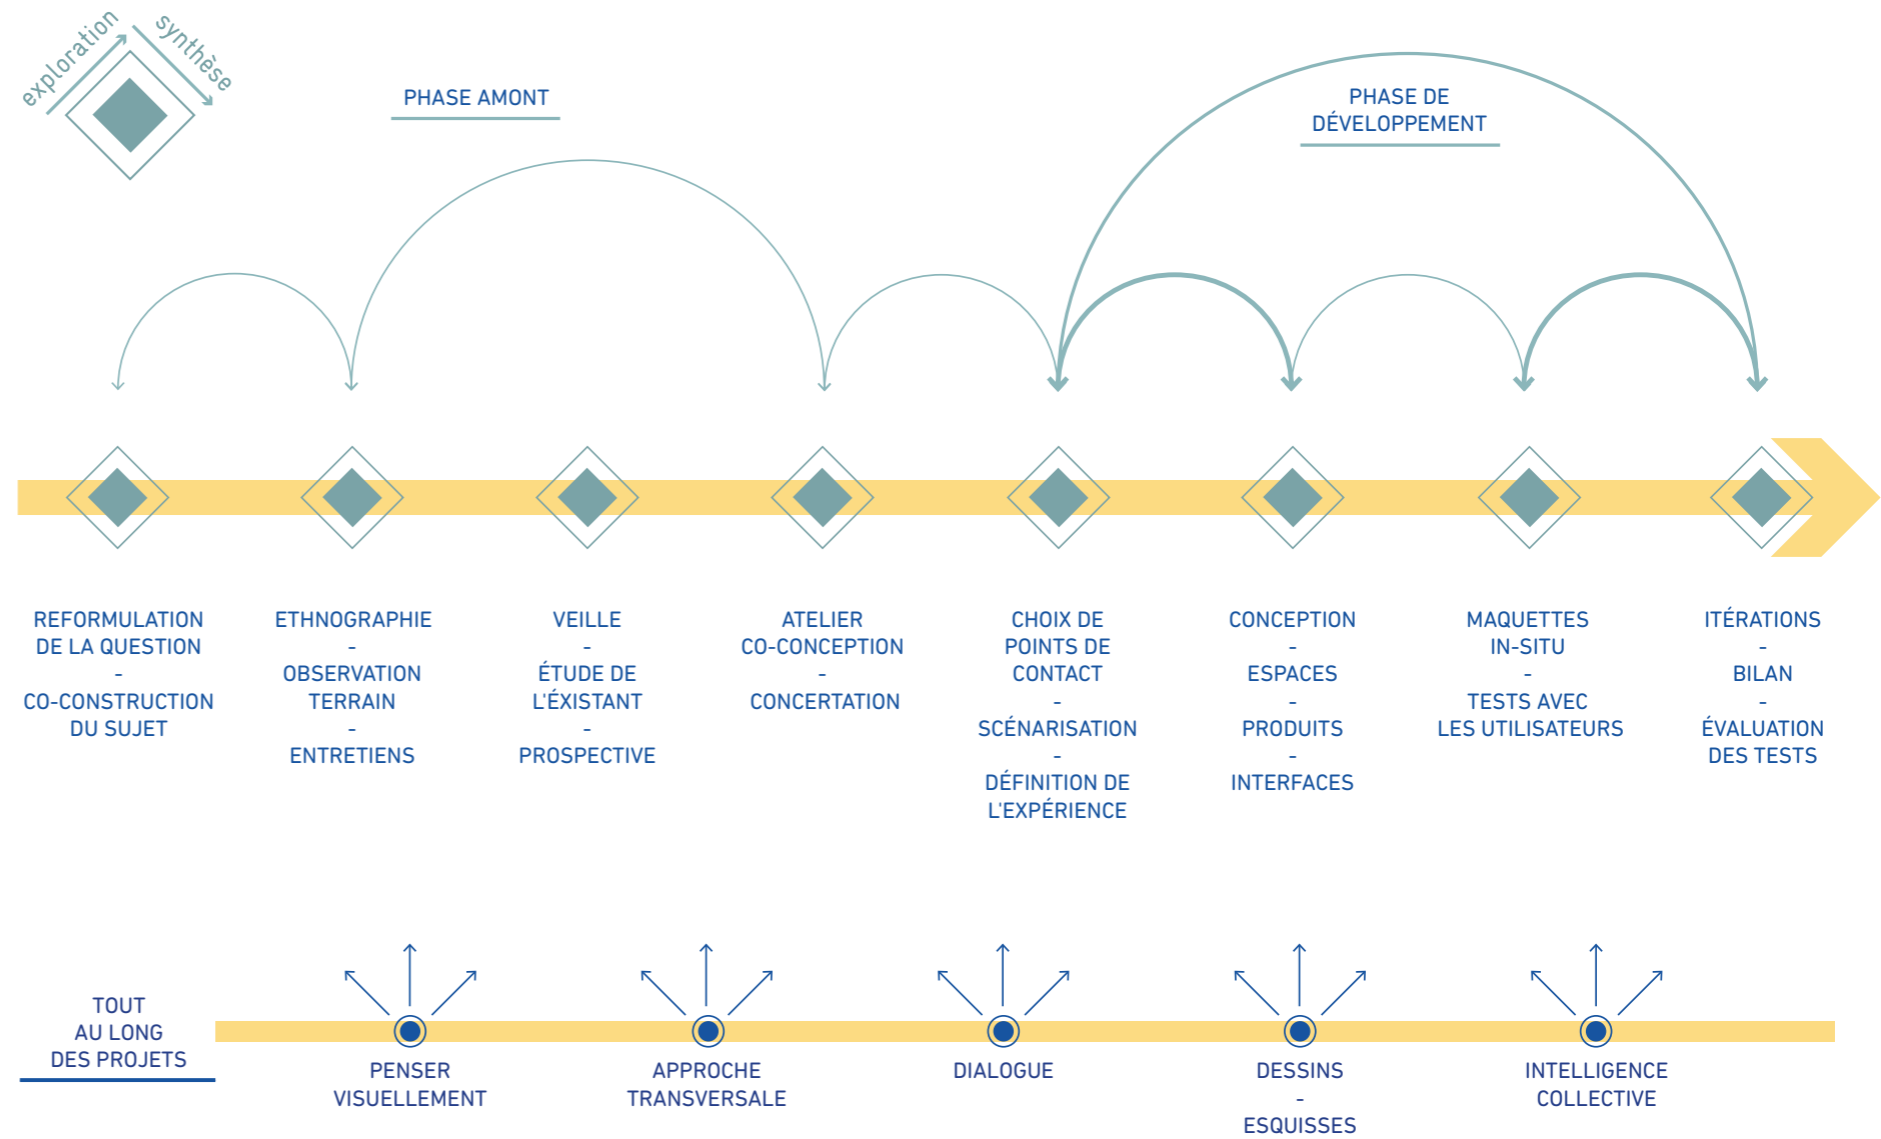 exploration
synthèse
PHASE AMONT
PHASE DE
DÉVELOPPEMENT
REFORMULATION
DE LA QUESTION
-
CO-CONSTRUCTION
DU SUJET
ETHNOGRAPHIE
-
OBSERVATION
TERRAIN
-
ENTRETIENS
VEILLE
-
ÉTUDE DE
L'ÉXISTANT
-
PROSPECTIVE
ATELIER
CO-CONCEPTION
-
CONCERTATION
CHOIX DE
POINTS DE
CONTACT
-
SCÉNARISATION
-
DÉFINITION DE
L'EXPÉRIENCE
CONCEPTION
-
ESPACES
-
PRODUITS
-
INTERFACES
MAQUETTES
IN-SITU
-
TESTS AVEC
LES UTILISATEURS
ITÉRATIONS
-
BILAN
-
ÉVALUATION
DES TESTS
TOUT
AU LONG
DES PROJETS
PENSER
VISUELLEMENT
APPROCHE
TRANSVERSALE
DIALOGUE
DESSINS
-
ESQUISSES
INTELLIGENCE
COLLECTIVE